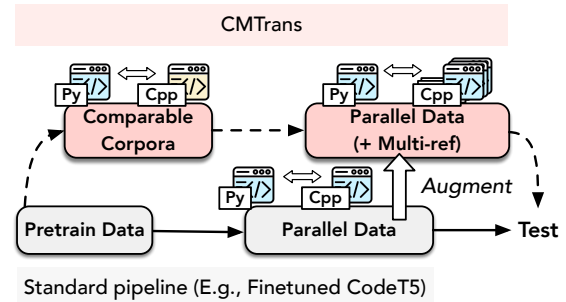 CMTrans
Py
Cpp
Comparable
Corpora
Py
Cpp
Parallel Data
(+ Multi-ref)
Py
Cpp
Augment
Pretrain Data
Parallel Data
Test
Standard pipeline (E.g., Finetuned CodeT5)